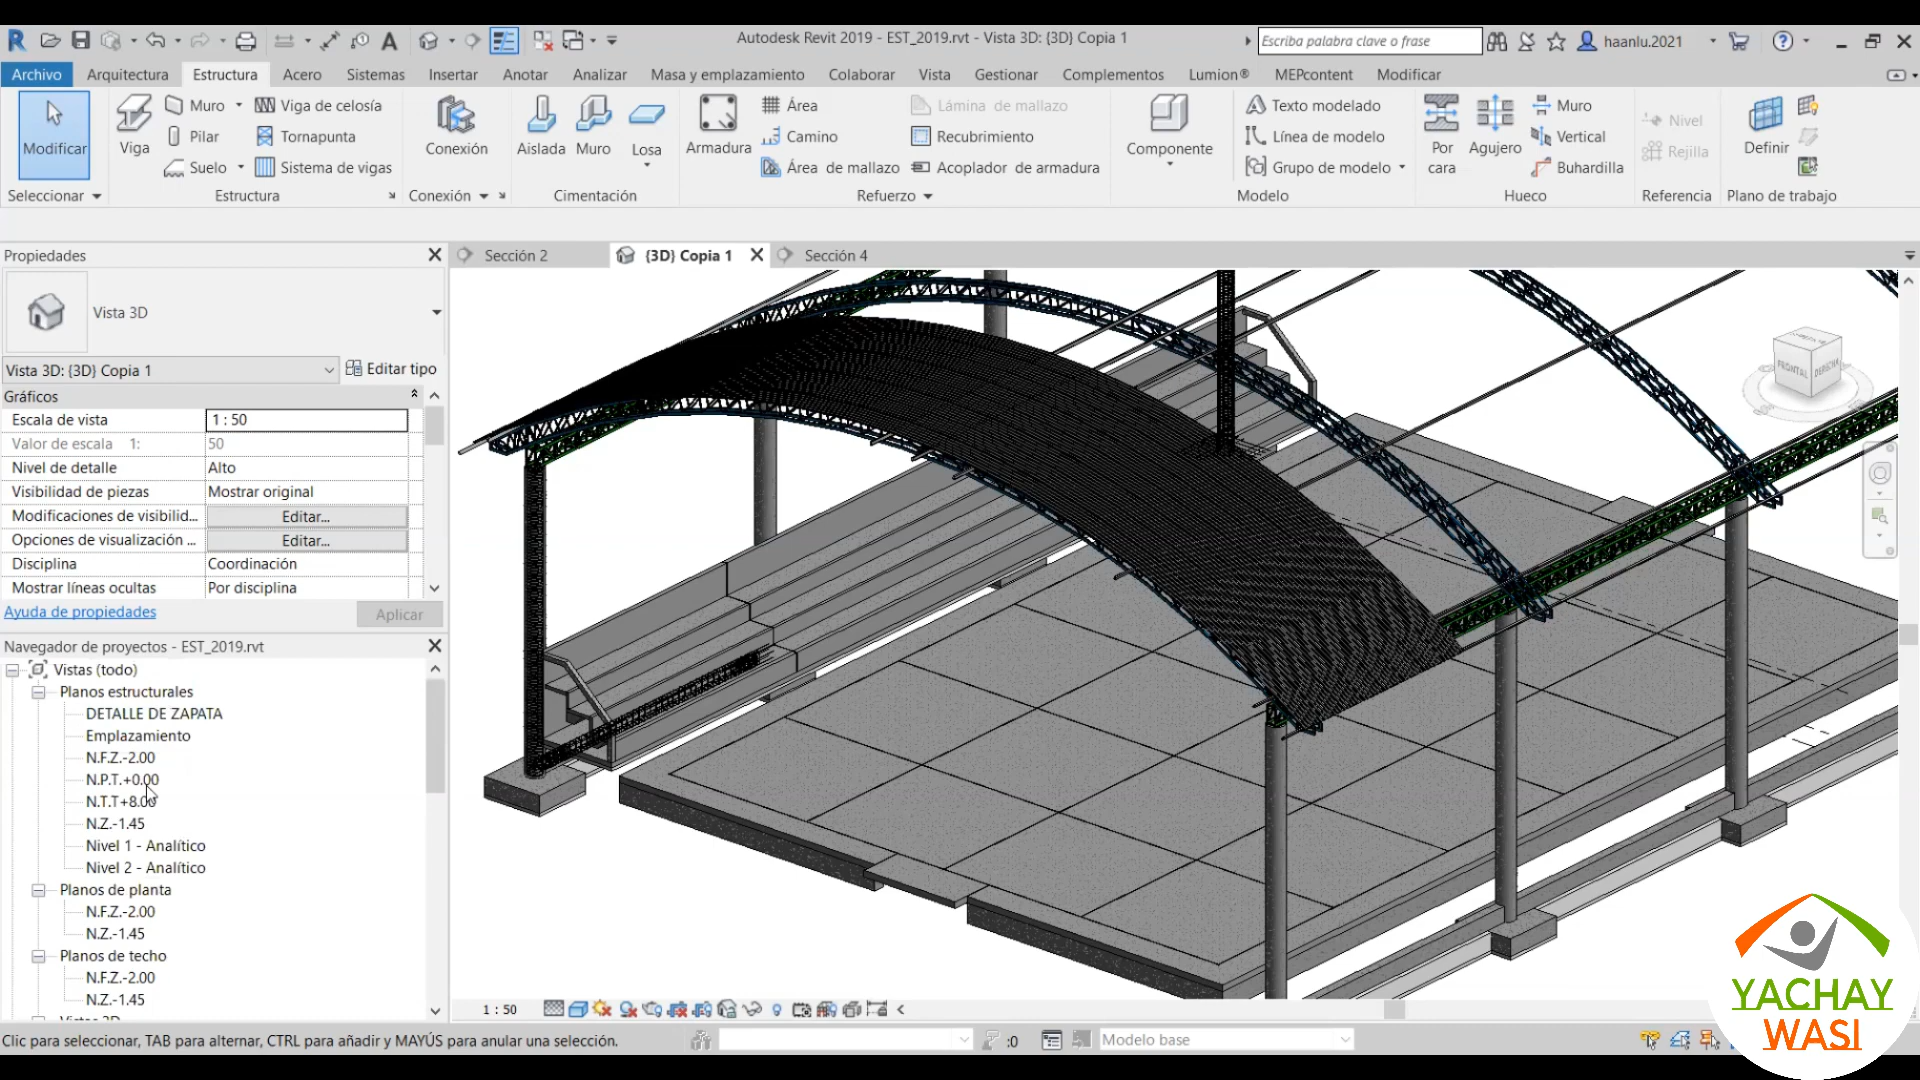 Autodesk Revit 2019 - EST_2019.rvt - Vista 3D: {3D} Copia 1
Escriba palabra clave o frase
haanlu.2021
Archivo Arquitectura Estructura Acero Sistemas Insertar Anotar Analizar Masa y emplazamiento Colaborar Vista Gestionar Complementos Lumion® MEPcontent Modificar
Modificar
Viga
Muro
Pilar
Suelo
Viga de celosía
Tornapunta
Sistema de vigas
Conexión
Aislada
Muro
Losa
Armadura
Área
Camino
Área de mallazo
Lámina de mallazo
Recubrimiento
Acoplador de armadura
Componente
Texto modelado
Línea de modelo
Grupo de modelo
Por cara
Agujero
Muro
Vertical
Buhardilla
Nivel
Rejilla
Definir
Seleccionar Estructura Conexión Cimentación Refuerzo Modelo Hueco Referencia Plano de trabajo
Propiedades
Sección 2
{3D} Copia 1
Sección 4
Vista 3D
Vista 3D: {3D} Copia 1
Editar tipo
Gráficos
Escala de vista 1 : 50
Valor de escala 1: 50
Nivel de detalle Alto
Visibilidad de piezas Mostrar original
Modificaciones de visibilid... Editar...
Opciones de visualización ... Editar...
Disciplina Coordinación
Mostrar líneas ocultas Por disciplina
Ayuda de propiedades
Aplicar
Navegador de proyectos - EST_2019.rvt
Vistas (todo)
Planos estructurales
DETALLE DE ZAPATA
Emplazamiento
N.F.Z.-2.00
N.P.T.+0.00
N.T.T+8.00
N.Z.-1.45
Nivel 1 - Analítico
Nivel 2 - Analítico
Planos de planta
N.F.Z.-2.00
N.Z.-1.45
Planos de techo
N.F.Z.-2.00
N.Z.-1.45
FRONTAL
1 : 50
Clic para seleccionar, TAB para alternar, CTRL para añadir y MAYÚS para anular una selección.
:0
Modelo base
YACHAY
WASI